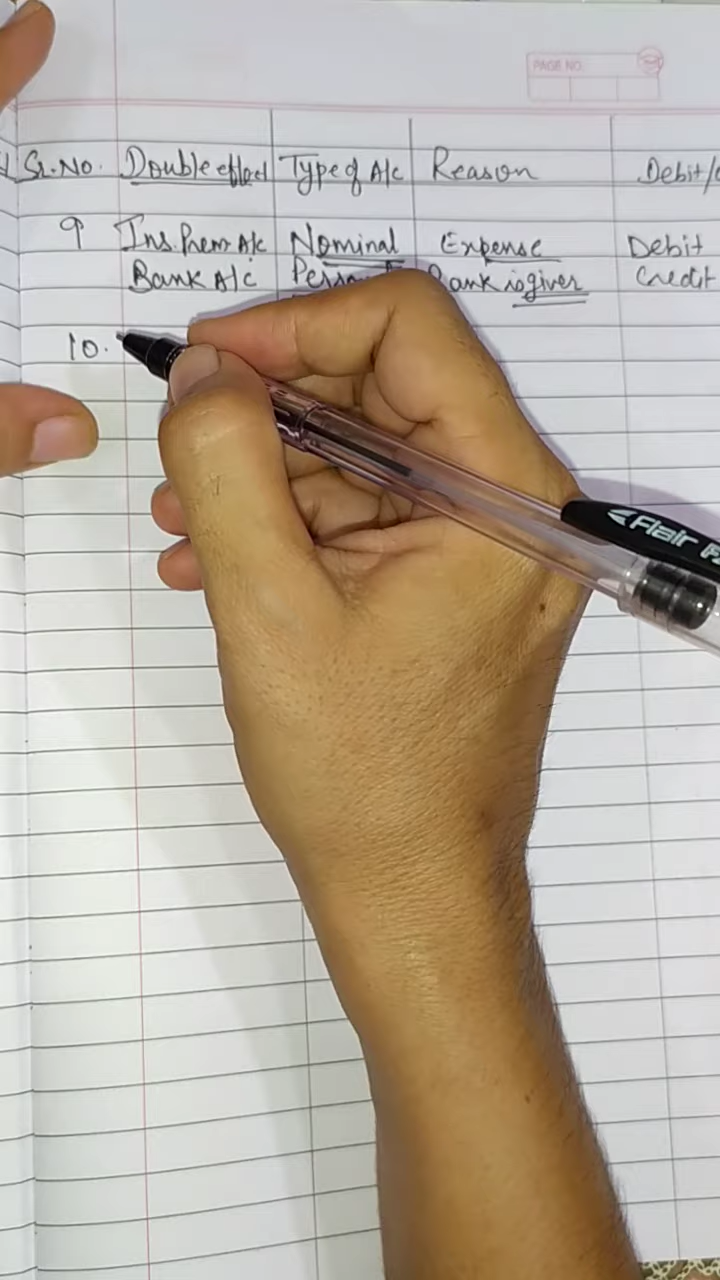 PAGE NO.
Sr. No. Double effect Type of A/c Reason Debit/
9 Ins. Prem A/c Nominal Expense Debit
Bank A/c Bank is giver Credit
10.
Flair